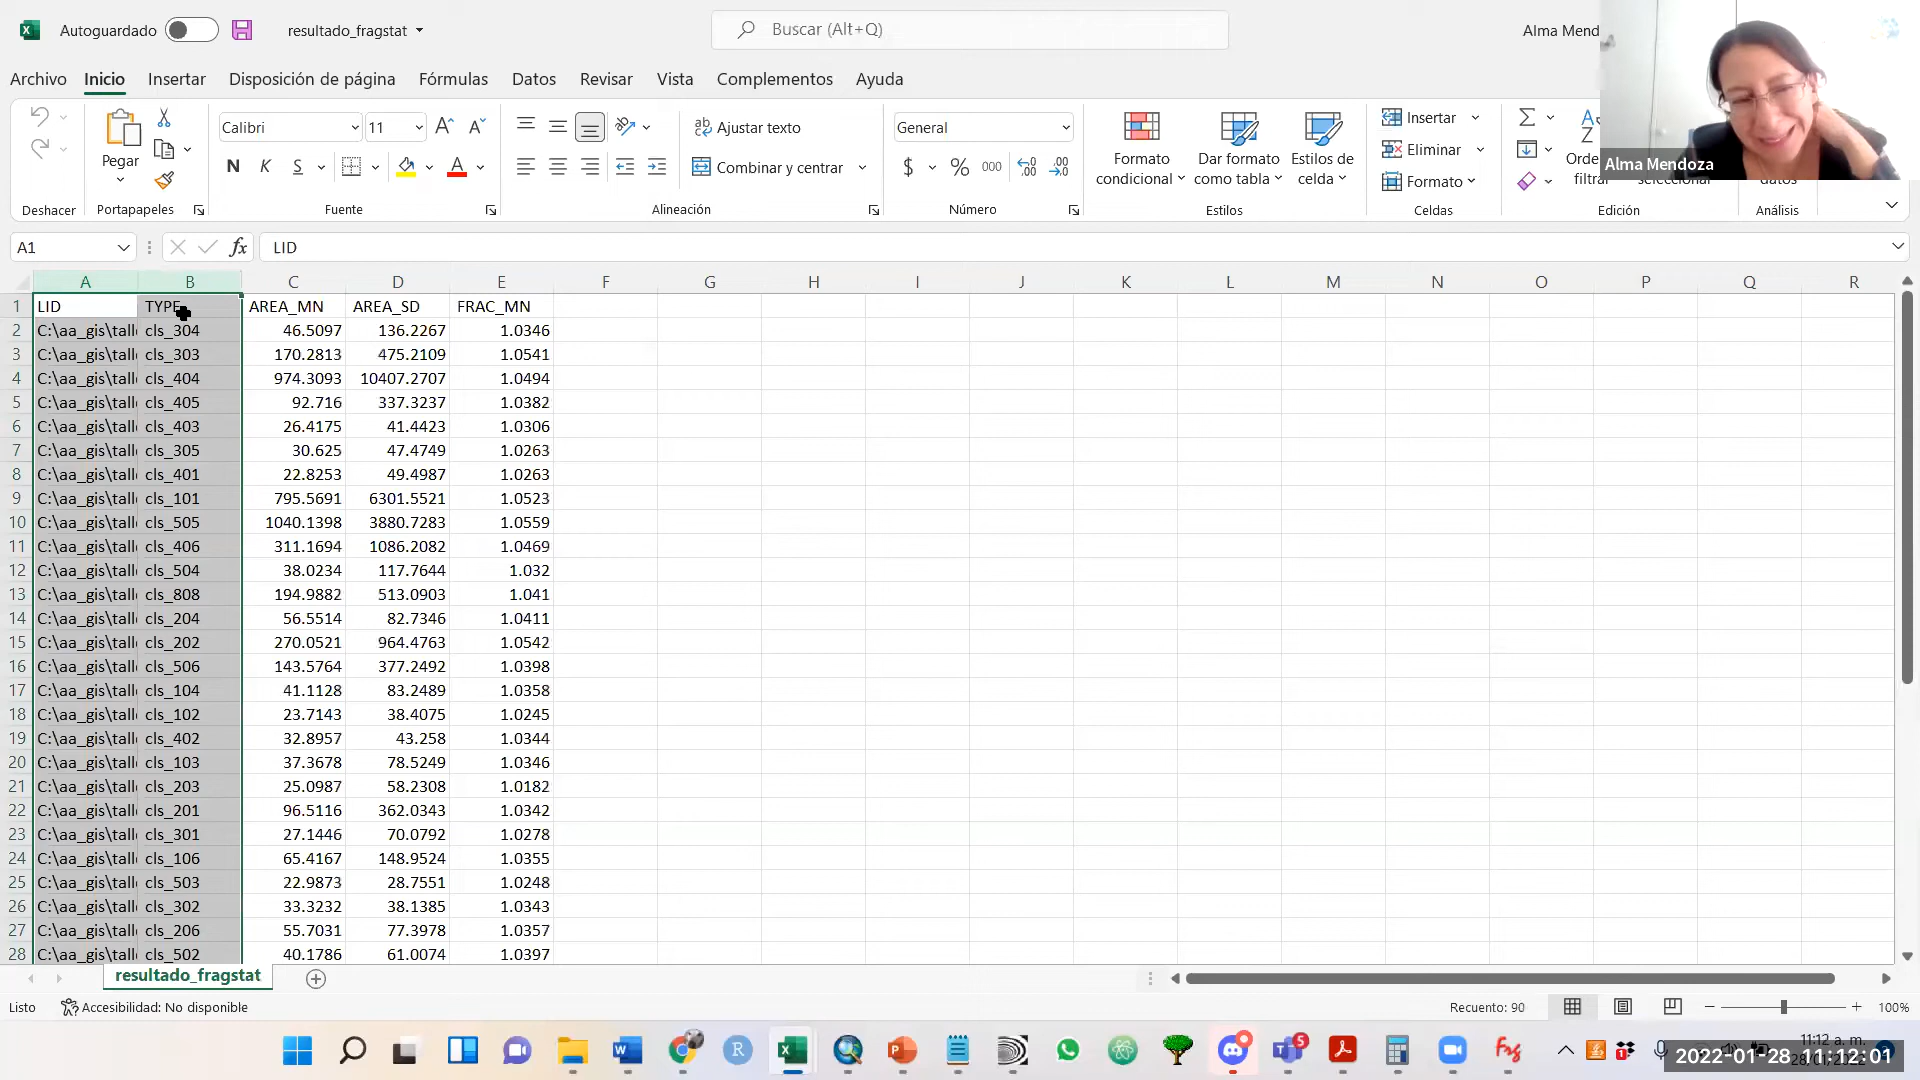 Autoguardado
resultado_fragstat
Buscar (Alt+Q)
Alma Mend
Archivo Inicio Insertar Disposición de página Fórmulas Datos Revisar Vista Complementos Ayuda
Pegar
Calibri 11
N K S
Ajustar texto
Combinar y centrar
General
$ % 000
Formato condicional
Dar formato como tabla
Estilos de celda
Insertar
Eliminar
Formato
Orde
filtrar
seleccionar
datos
Deshacer Portapapeles Fuente Alineación Número Estilos Celdas Edición Análisis
Alma Mendoza
A1 fx LID
A B C D E F G H I J K L M N O P Q R
1 LID TYPE AREA_MN AREA_SD FRAC_MN
2 C:\aa_gis\tall cls_304 46.5097 136.2267 1.0346
3 C:\aa_gis\tall cls_303 170.2813 475.2109 1.0541
4 C:\aa_gis\tall cls_404 974.3093 10407.2707 1.0494
5 C:\aa_gis\tall cls_405 92.716 337.3237 1.0382
6 C:\aa_gis\tall cls_403 26.4175 41.4423 1.0306
7 C:\aa_gis\tall cls_305 30.625 47.4749 1.0263
8 C:\aa_gis\tall cls_401 22.8253 49.4987 1.0263
9 C:\aa_gis\tall cls_101 795.5691 6301.5521 1.0523
10 C:\aa_gis\tall cls_505 1040.1398 3880.7283 1.0559
11 C:\aa_gis\tall cls_406 311.1694 1086.2082 1.0469
12 C:\aa_gis\tall cls_504 38.0234 117.7644 1.032
13 C:\aa_gis\tall cls_808 194.9882 513.0903 1.041
14 C:\aa_gis\tall cls_204 56.5514 82.7346 1.0411
15 C:\aa_gis\tall cls_202 270.0521 964.4763 1.0542
16 C:\aa_gis\tall cls_506 143.5764 377.2492 1.0398
17 C:\aa_gis\tall cls_104 41.1128 83.2489 1.0358
18 C:\aa_gis\tall cls_102 23.7143 38.4075 1.0245
19 C:\aa_gis\tall cls_402 32.8957 43.258 1.0344
20 C:\aa_gis\tall cls_103 37.3678 78.5249 1.0346
21 C:\aa_gis\tall cls_203 25.0987 58.2308 1.0182
22 C:\aa_gis\tall cls_201 96.5116 362.0343 1.0342
23 C:\aa_gis\tall cls_301 27.1446 70.0792 1.0278
24 C:\aa_gis\tall cls_106 65.4167 148.9524 1.0355
25 C:\aa_gis\tall cls_503 22.9873 28.7551 1.0248
26 C:\aa_gis\tall cls_302 33.3232 38.1385 1.0343
27 C:\aa_gis\tall cls_206 55.7031 77.3978 1.0357
28 C:\aa_gis\tall cls_502 40.1786 61.0074 1.0397
resultado_fragstat
Listo Accesibilidad: No disponible Recuento: 90 100%
11:12 a. m.
2022-01-28 11:12:01